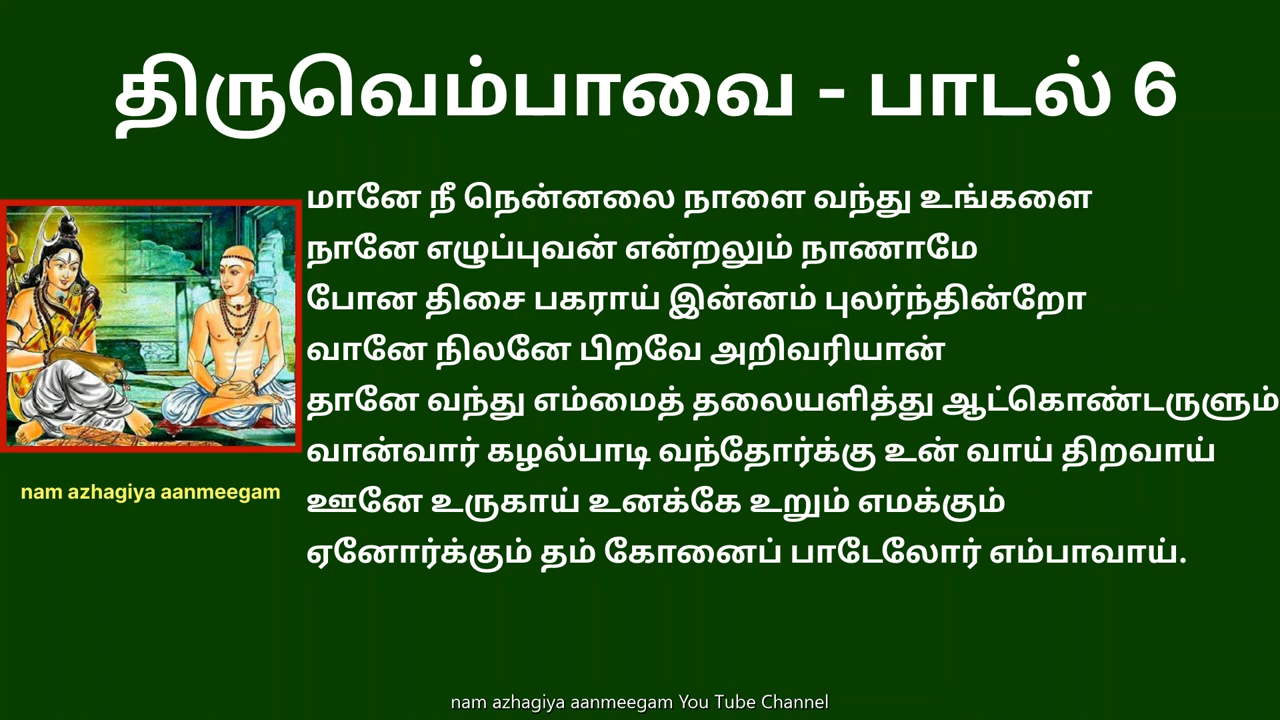 திருவெம்பாவை - பாடல் 6
மானே நீ நென்னலை நாளை வந்து உங்களை
நானே எழுப்புவன் என்றலும் நாணாமே
போன திசை பகராய் இன்னம் புலர்ந்தின்றோ
வானே நிலனே பிறவே அறிவரியான்
தானே வந்து எம்மைத் தலையளித்து ஆட்கொண்டருளும்
வான்வார் கழல்பாடி வந்தோர்க்கு உன் வாய் திறவாய்
ஊனே உருகாய் உனக்கே உறும் எமக்கும்
ஏனோர்க்கும் தம் கோனைப் பாடேலோர் எம்பாவாய்.
nam azhagiya aanmeegam
nam azhagiya aanmeegam You Tube Channel